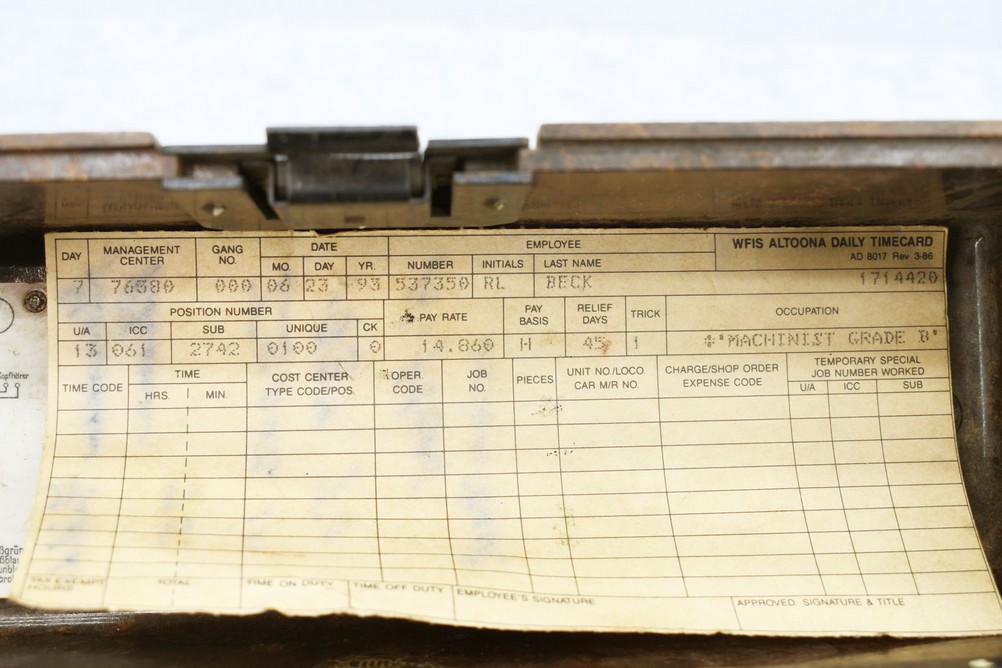 DAY MANAGEMENT CENTER GANG NO. DATE EMPLOYEE WFIS ALTOONA DAILY TIMECARD
AD 8017 Rev 3-86
MO. DAY YR. NUMBER INITIALS LAST NAME
7 76380 000 06 23 93 537350 RL BECK 1714420
POSITION NUMBER PAY RATE PAY BASIS RELIEF DAYS TRICK OCCUPATION
U/A ICC SUB UNIQUE CK
13 061 2742 0100 0 14.860 H 45 1 "MACHINIST GRADE B"
TIME CODE TIME COST CENTER TYPE CODE/POS. OPER. CODE JOB NO. PIECES UNIT NO./LOCO. CAR M/R NO. CHARGE/SHOP ORDER EXPENSE CODE TEMPORARY SPECIAL JOB NUMBER WORKED
HRS. MIN. U/A ICC SUB
TAX EXEMPT HOURS TOTAL TIME ON DUTY TIME OFF DUTY EMPLOYEE'S SIGNATURE APPROVED SIGNATURE & TITLE